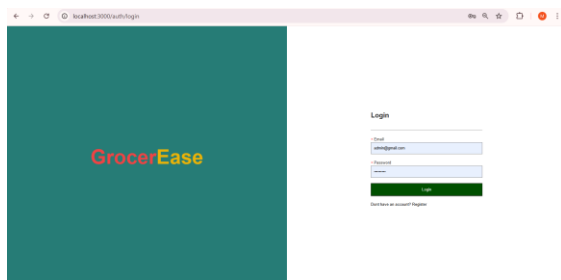 localhost:3000/auth/login
GrocerEase
Login
* Email
admin@gmail.com
* Password
Login
Dont have an account? Register